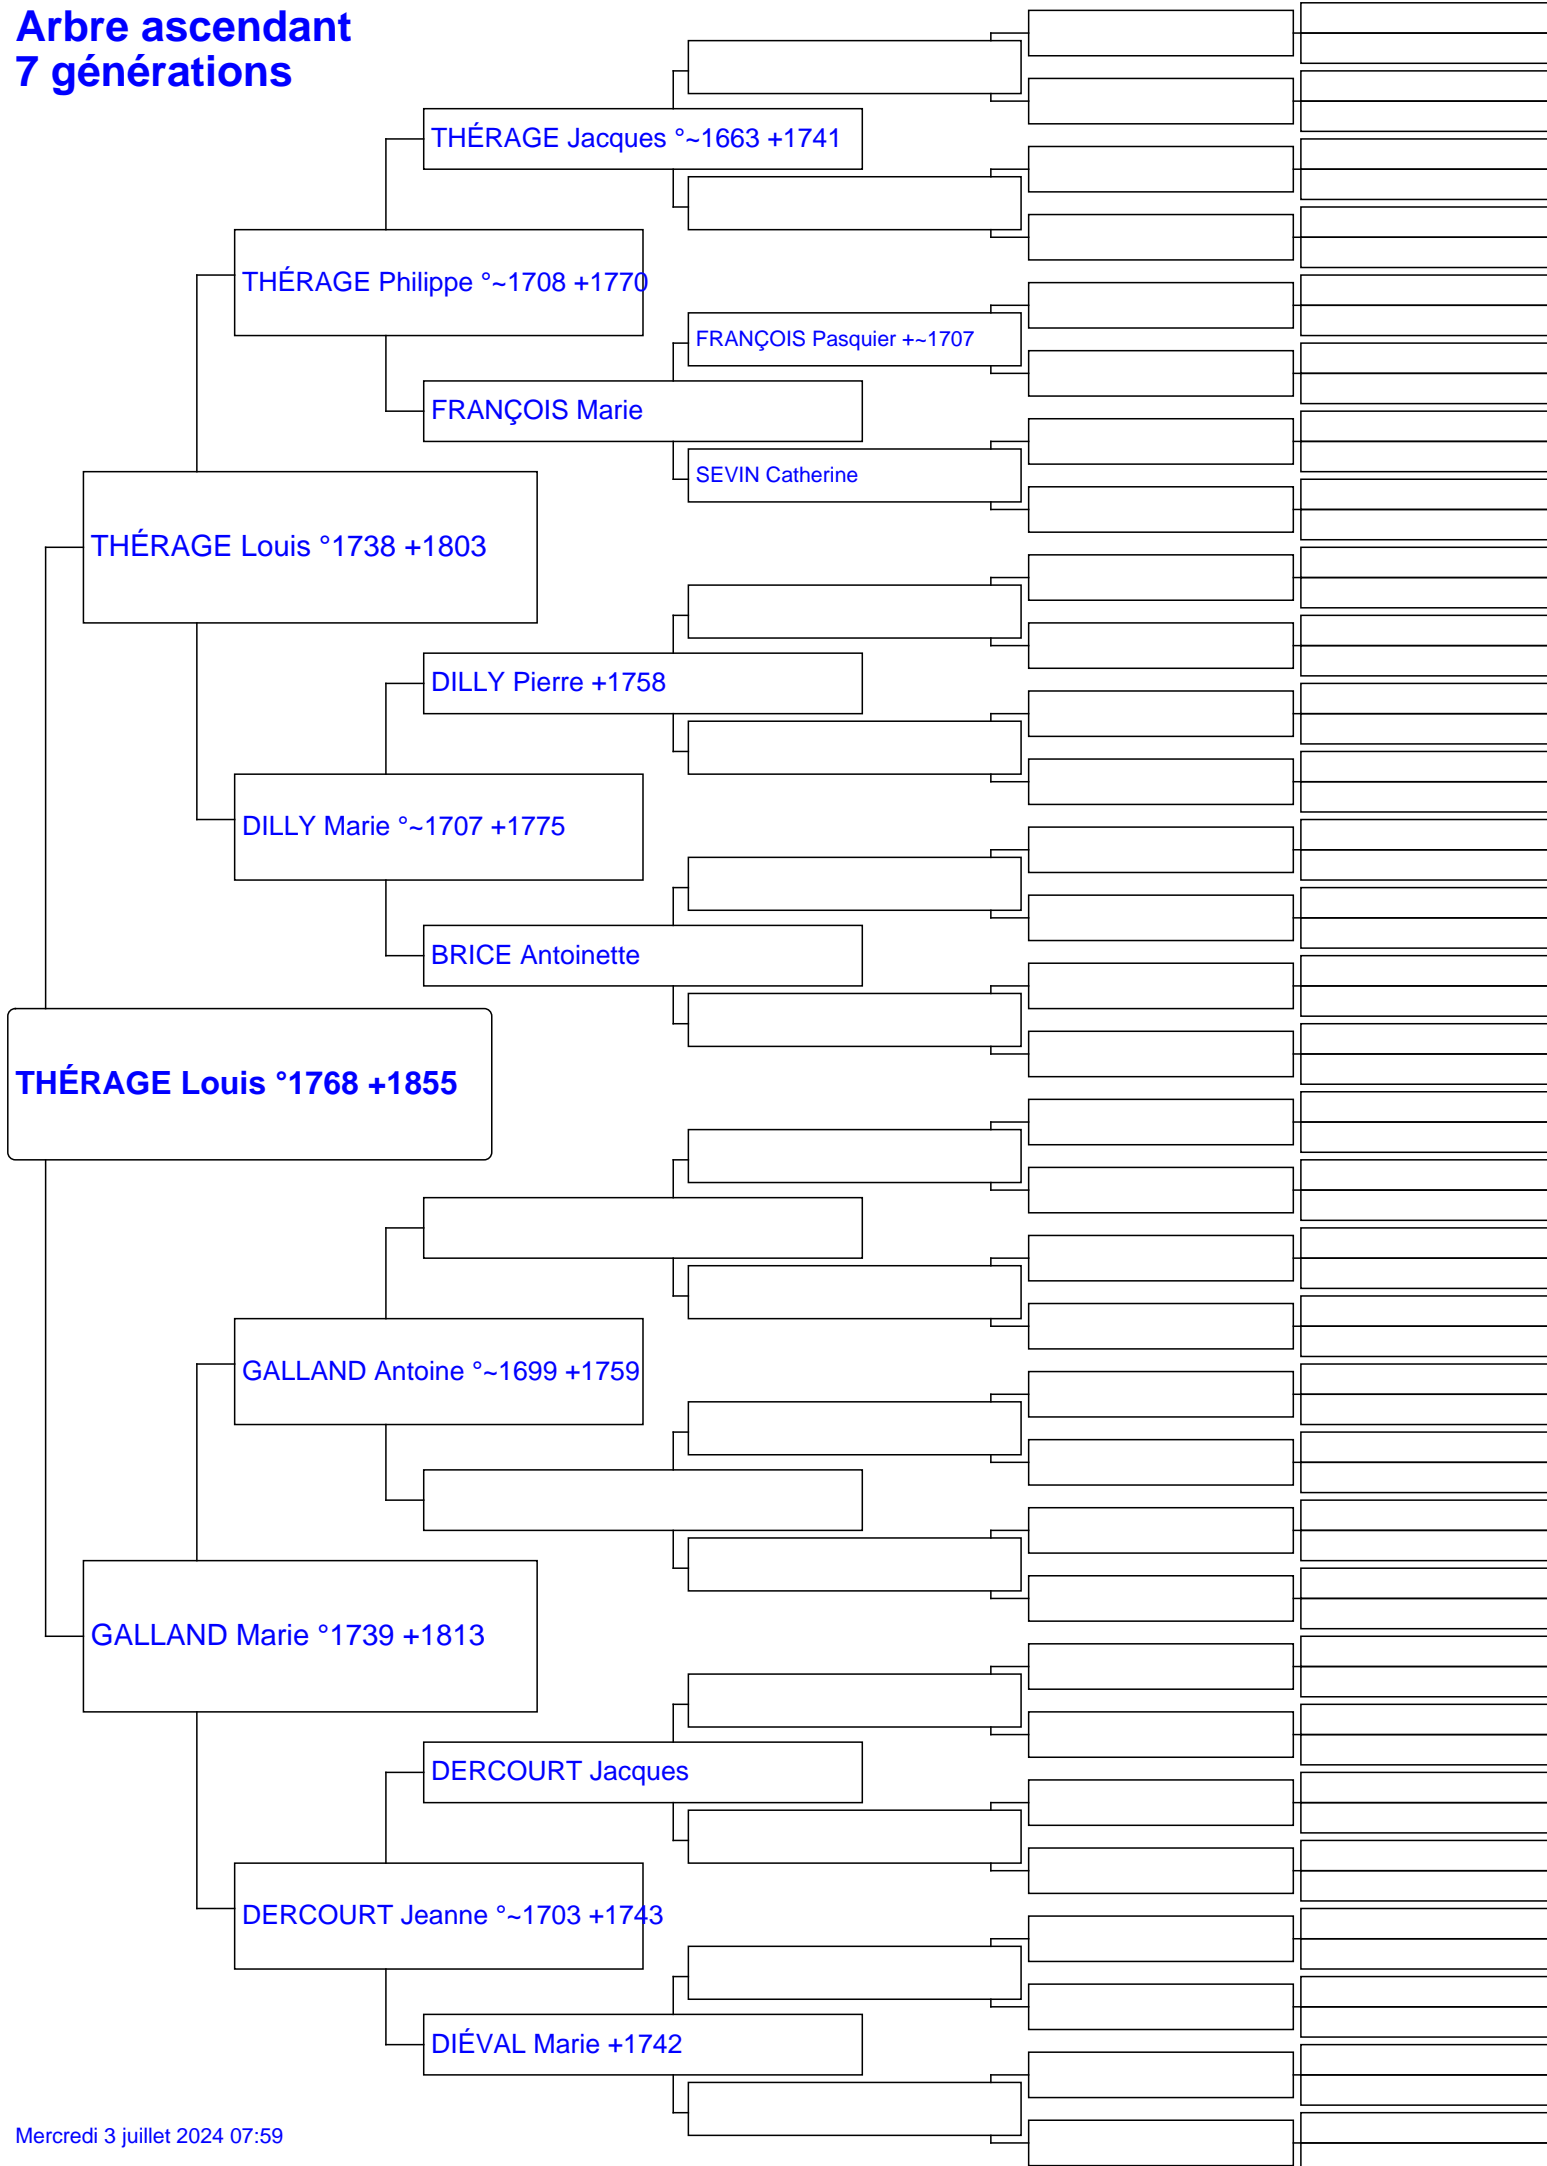 Arbre ascendant
7 générations
THÉRAGE Jacques °~1663 +1741
THÉRAGE Philippe °~1708 +1770
FRANÇOIS Pasquier +~1707
FRANÇOIS Marie
SEVIN Catherine
THÉRAGE Louis °1738 +1803
DILLY Pierre +1758
DILLY Marie °~1707 +1775
BRICE Antoinette
THÉRAGE Louis °1768 +1855
GALLAND Antoine °~1699 +1759
GALLAND Marie °1739 +1813
DERCOURT Jacques
DERCOURT Jeanne °~1703 +1743
DIÉVAL Marie +1742
Mercredi 3 juillet 2024 07:59